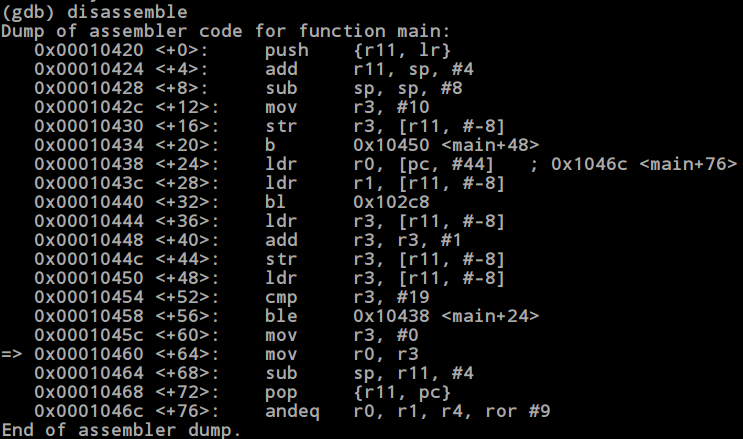 (gdb) disassemble
Dump of assembler code for function main:
   0x00010420 <+0>:     push    {r11, lr}
   0x00010424 <+4>:     add     r11, sp, #4
   0x00010428 <+8>:     sub     sp, sp, #8
   0x0001042c <+12>:    mov     r3, #10
   0x00010430 <+16>:    str     r3, [r11, #-8]
   0x00010434 <+20>:    b       0x10450 <main+48>
   0x00010438 <+24>:    ldr     r0, [pc, #44]   ; 0x1046c <main+76>
   0x0001043c <+28>:    ldr     r1, [r11, #-8]
   0x00010440 <+32>:    bl      0x102c8
   0x00010444 <+36>:    ldr     r3, [r11, #-8]
   0x00010448 <+40>:    add     r3, r3, #1
   0x0001044c <+44>:    str     r3, [r11, #-8]
   0x00010450 <+48>:    ldr     r3, [r11, #-8]
   0x00010454 <+52>:    cmp     r3, #19
   0x00010458 <+56>:    ble     0x10438 <main+24>
   0x0001045c <+60>:    mov     r3, #0
=> 0x00010460 <+64>:    mov     r0, r3
   0x00010464 <+68>:    sub     sp, r11, #4
   0x00010468 <+72>:    pop     {r11, pc}
   0x0001046c <+76>:    andeq   r0, r1, r4, ror #9
End of assembler dump.